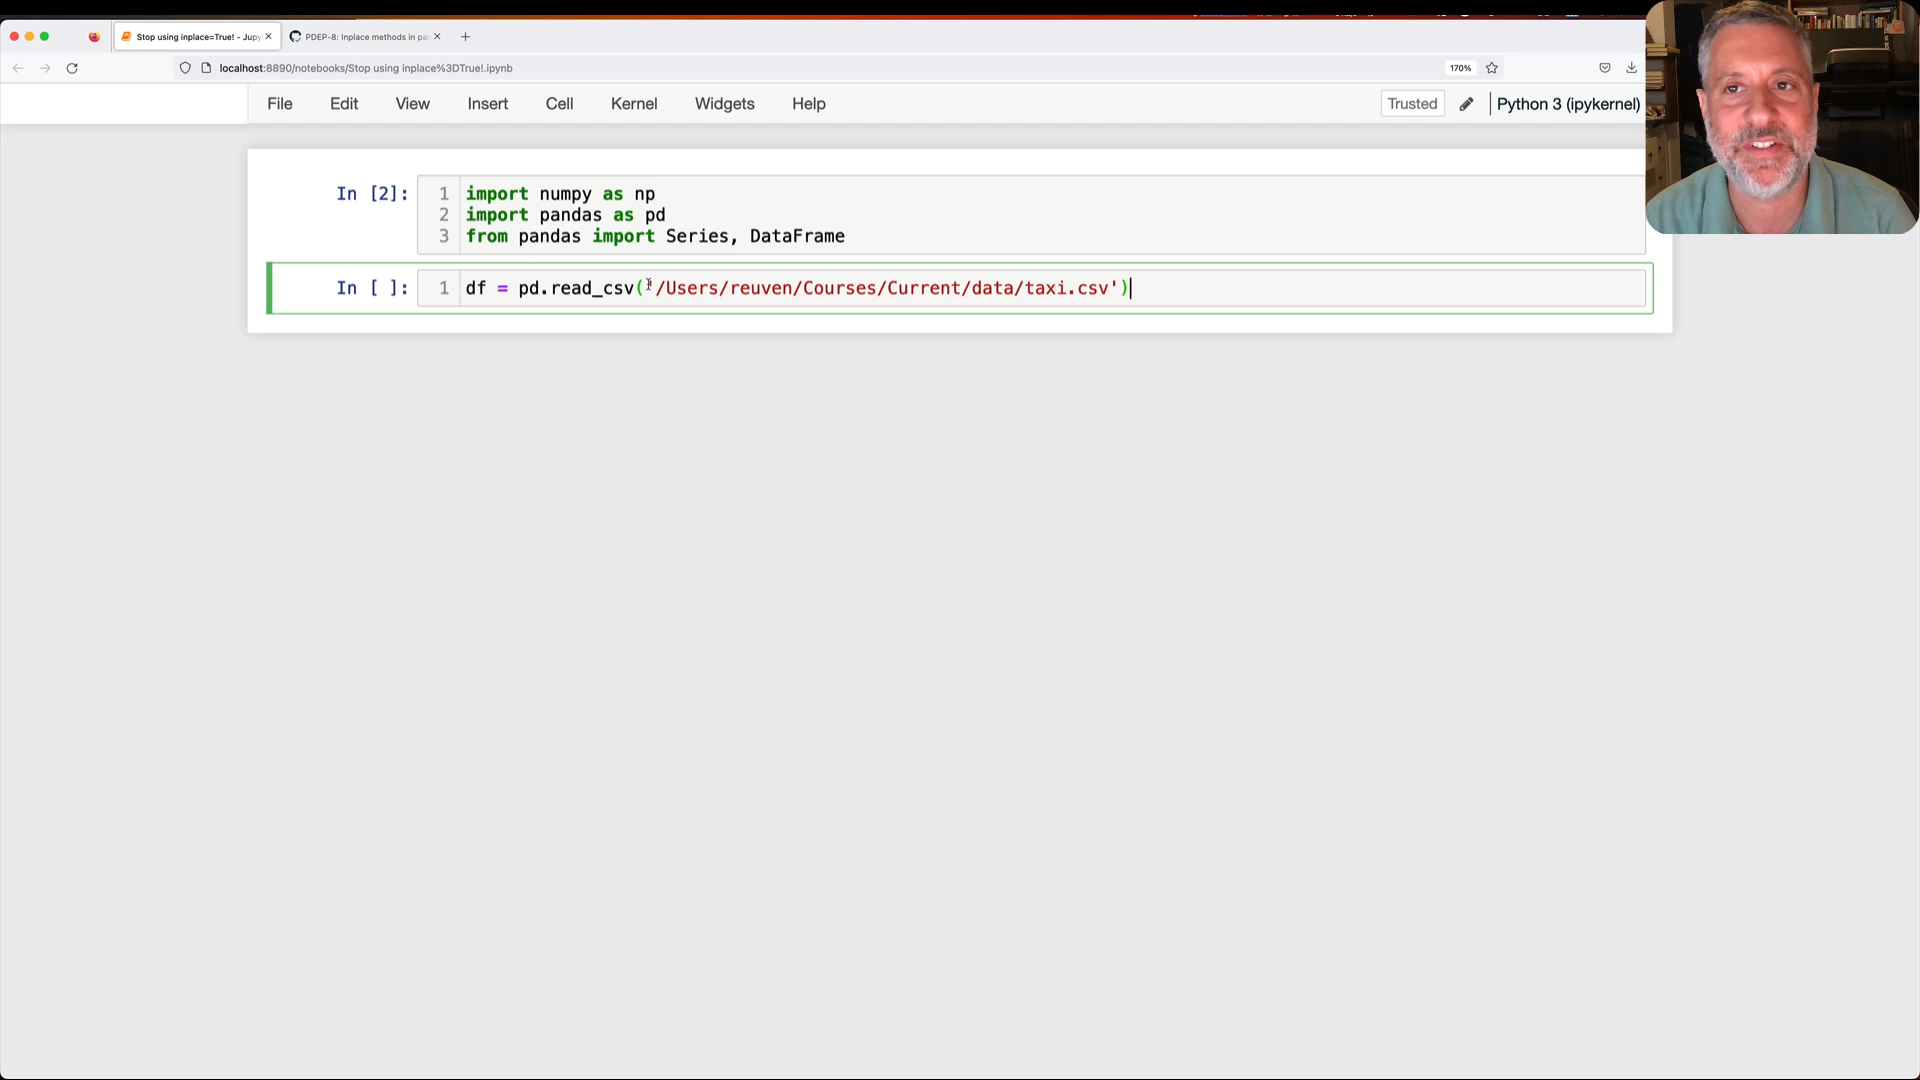 Stop using inplace=True! - Jupy
PDEP-8: Inplace methods in pan
localhost:8890/notebooks/Stop using inplace%3DTrue!.ipynb
170%
File Edit View Insert Cell Kernel Widgets Help
Trusted
Python 3 (ipykernel)
In [2]:
1 import numpy as np
2 import pandas as pd
3 from pandas import Series, DataFrame
In [ ]:
1 df = pd.read_csv('/Users/reuven/Courses/Current/data/taxi.csv')